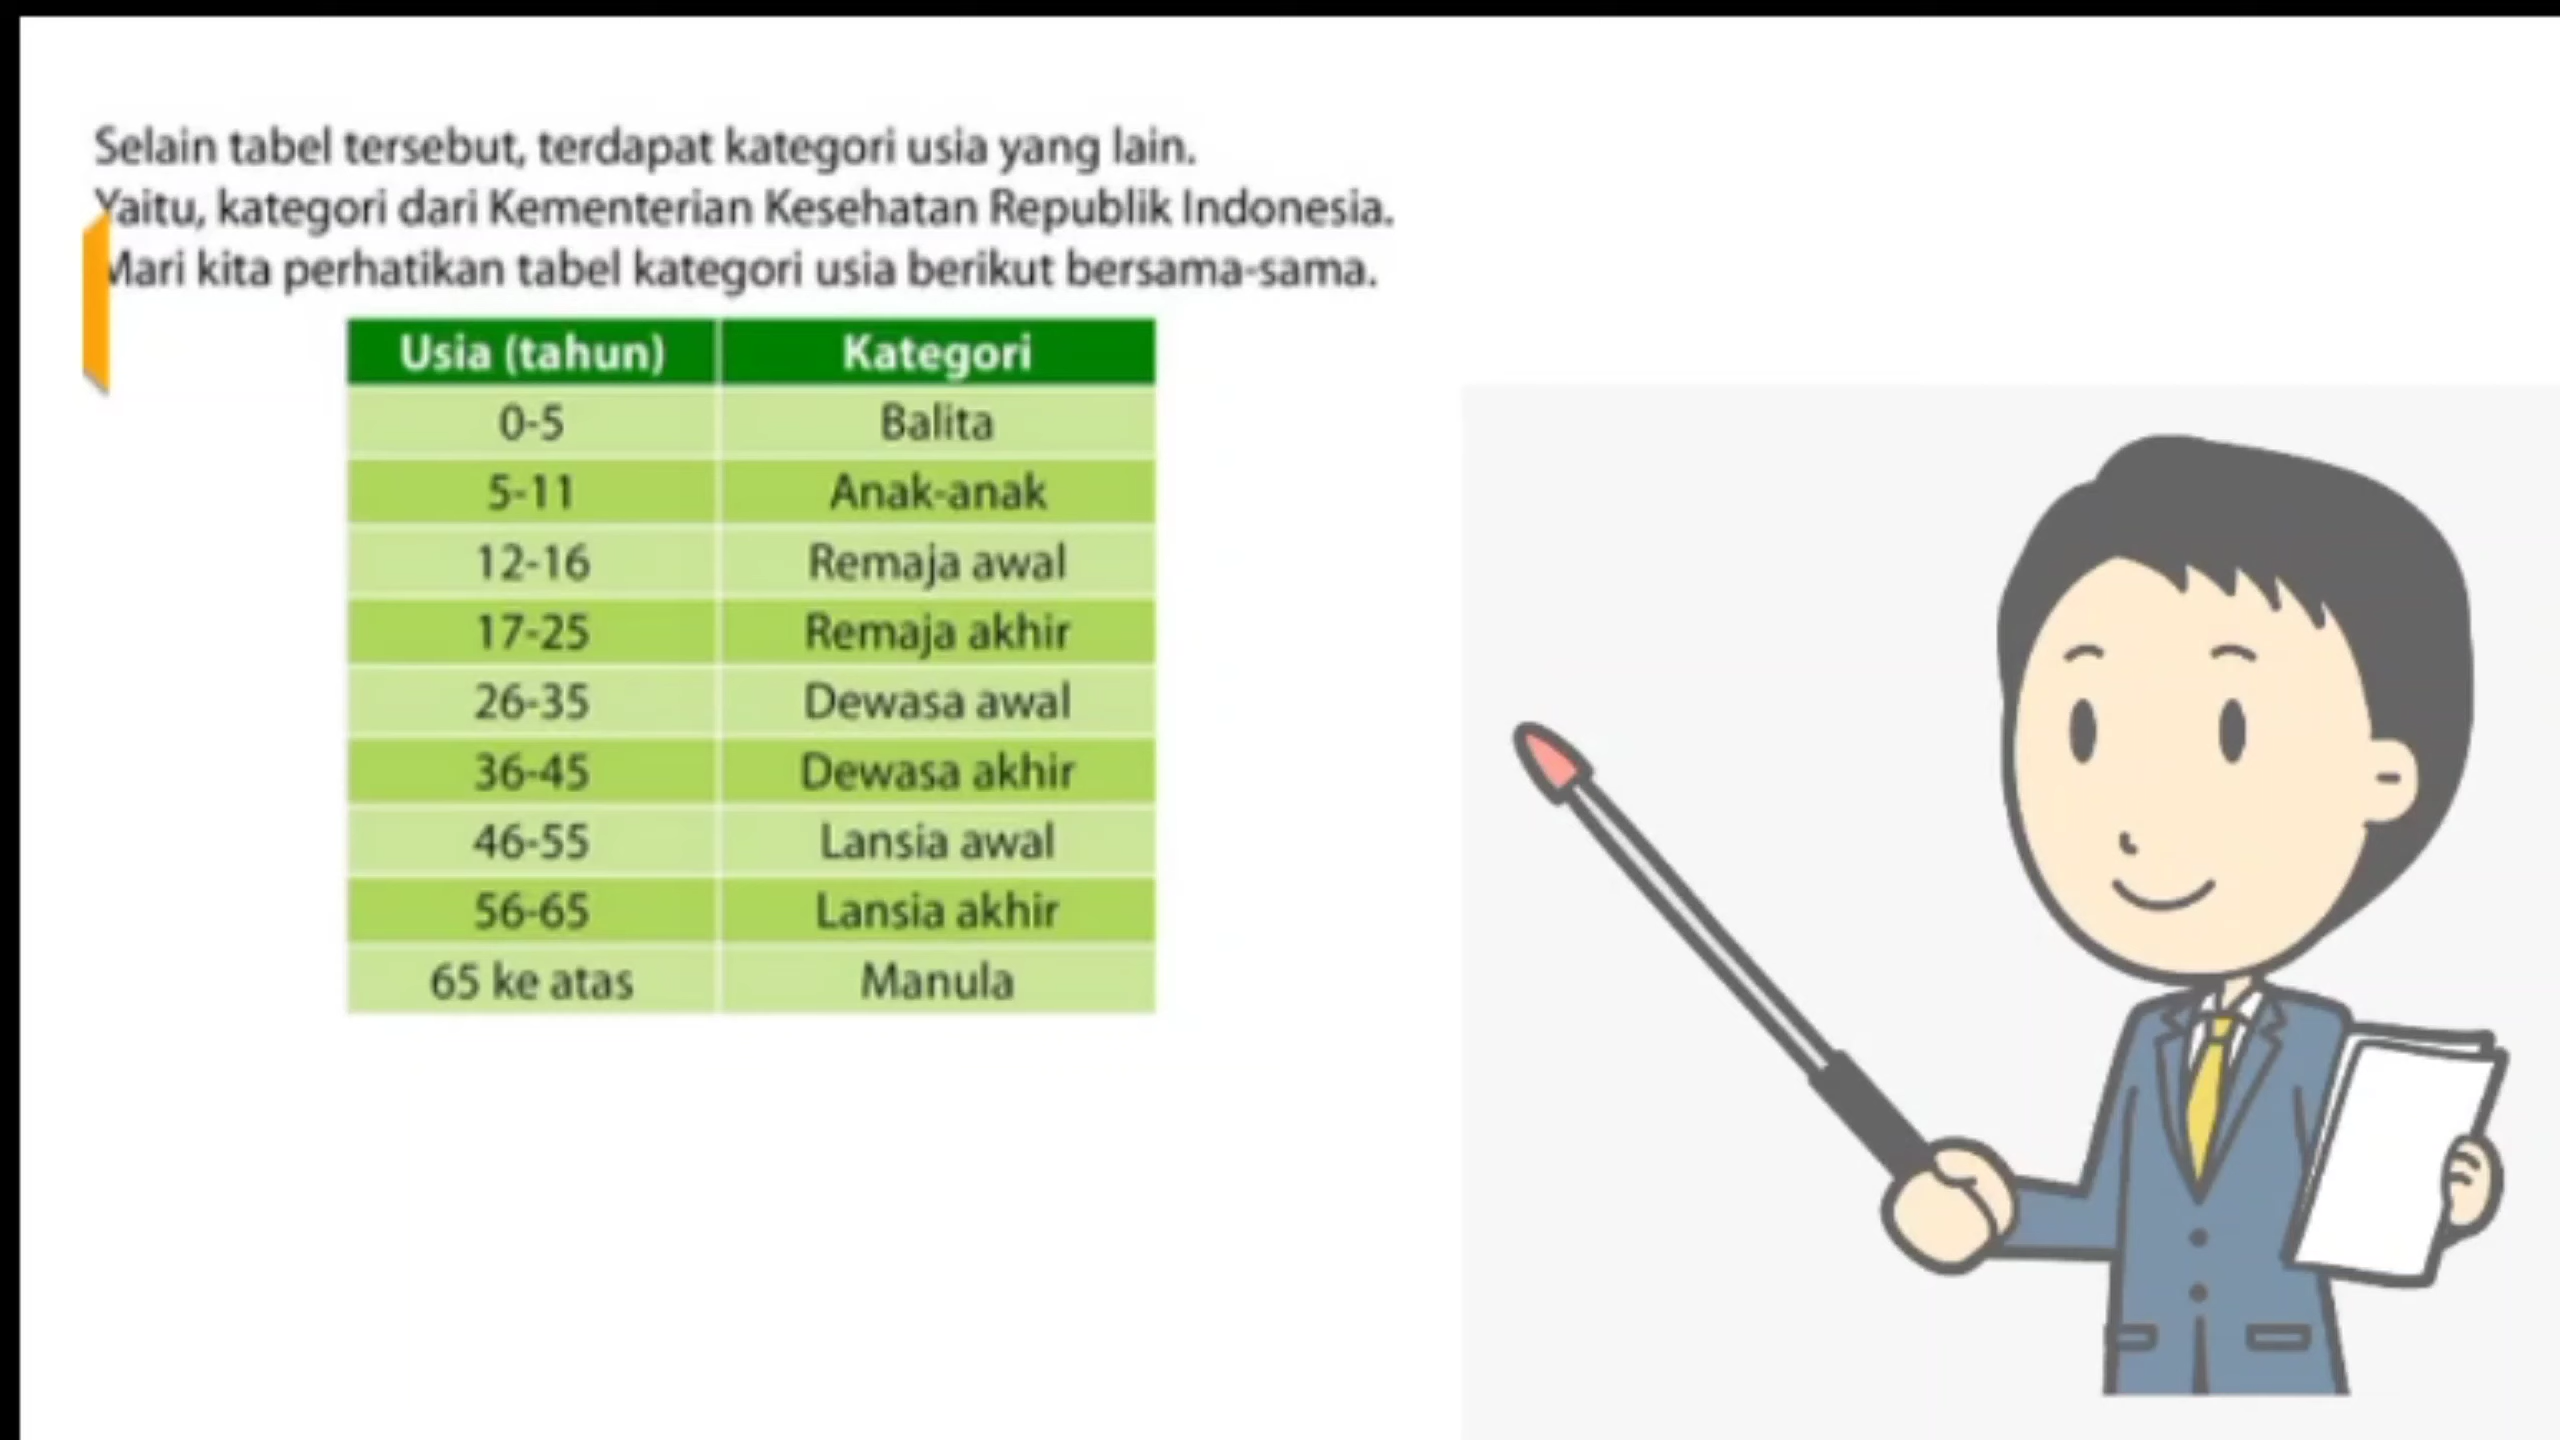 Selain tabel tersebut, terdapat kategori usia yang lain.
Yaitu, kategori dari Kementerian Kesehatan Republik Indonesia.
Mari kita perhatikan tabel kategori usia berikut bersama-sama.
Usia (tahun) Kategori
0-5 Balita
5-11 Anak-anak
12-16 Remaja awal
17-25 Remaja akhir
26-35 Dewasa awal
36-45 Dewasa akhir
46-55 Lansia awal
56-65 Lansia akhir
65 ke atas Manula